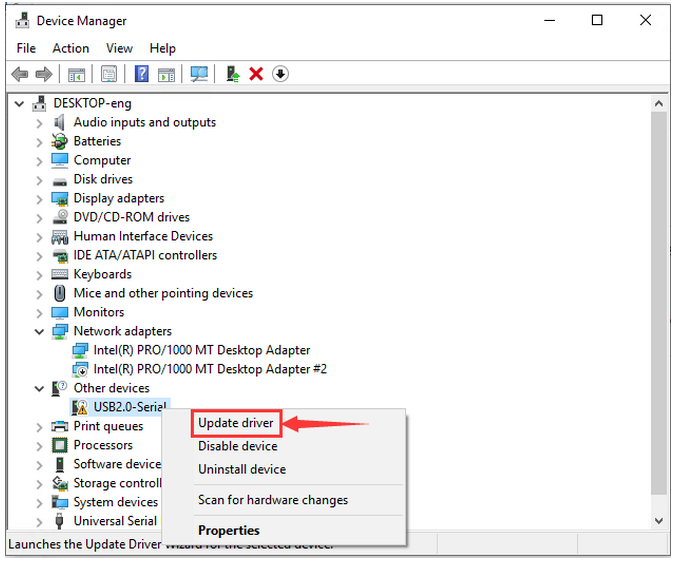 Device Manager
File Action View Help
DESKTOP-eng
Audio inputs and outputs
Batteries
Computer
Disk drives
Display adapters
DVD/CD-ROM drives
Human Interface Devices
IDE ATA/ATAPI controllers
Keyboards
Mice and other pointing devices
Monitors
Network adapters
Intel(R) PRO/1000 MT Desktop Adapter
Intel(R) PRO/1000 MT Desktop Adapter #2
Other devices
USB2.0-Serial
Print queues
Processors
Software device
Storage controll
System devices
Universal Serial
Update driver
Disable device
Uninstall device
Scan for hardware changes
Properties
Launches the Update Driver Wizard for the selected device.